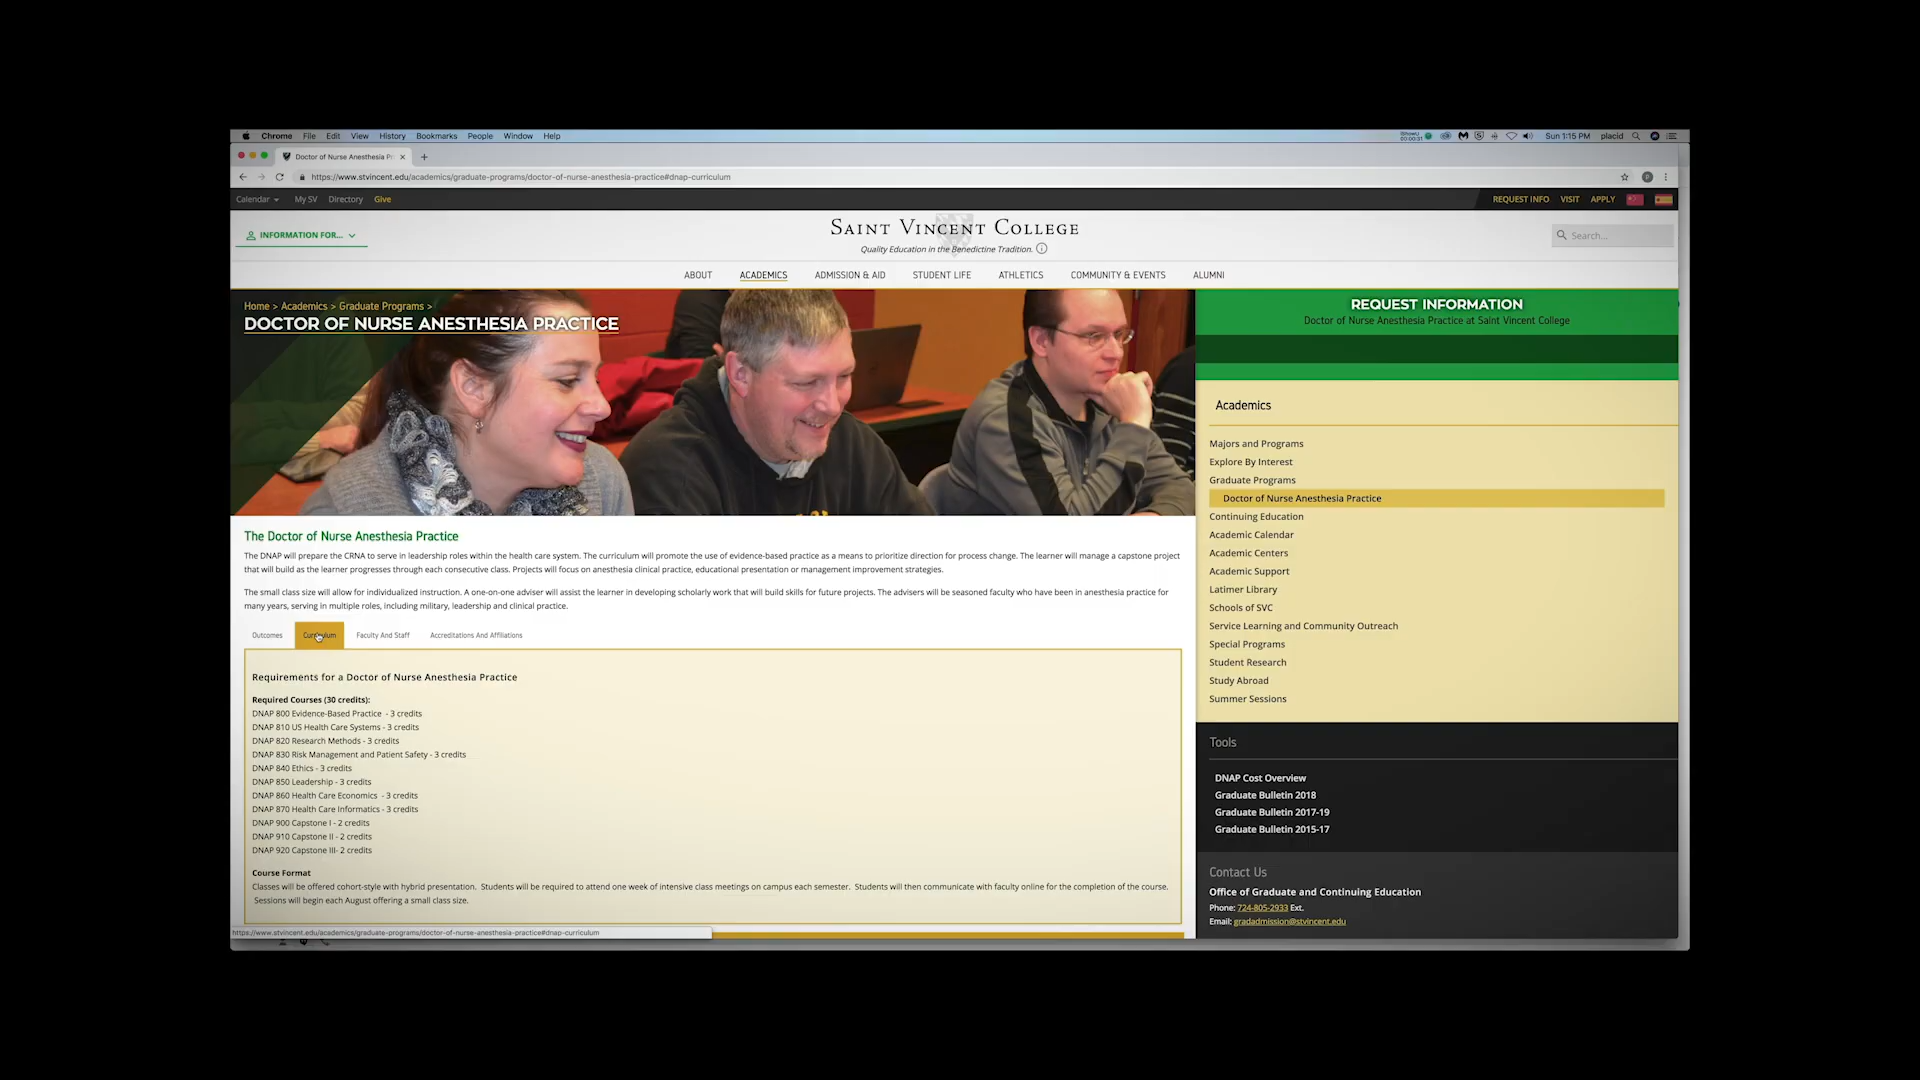 Chrome File Edit View History Bookmarks People Window Help
Sun 1:15 PM placid
Doctor of Nurse Anesthesia Pr
https://www.stvincent.edu/academics/graduate-programs/doctor-of-nurse-anesthesia-practice#dnap-curriculum
Calendar My SV Directory Give
REQUEST INFO VISIT APPLY
INFORMATION FOR...
SAINT VINCENT COLLEGE
Quality Education in the Benedictine Tradition.
Search...
ABOUT ACADEMICS ADMISSION & AID STUDENT LIFE ATHLETICS COMMUNITY & EVENTS ALUMNI
Home > Academics > Graduate Programs >
DOCTOR OF NURSE ANESTHESIA PRACTICE
The Doctor of Nurse Anesthesia Practice
The DNAP will prepare the CRNA to serve in leadership roles within the health care system. The curriculum will promote the use of evidence-based practice as a means to prioritize direction for process change. The learner will manage a capstone project
that will build as the learner progresses through each consecutive class. Projects will focus on anesthesia clinical practice, educational presentation or management improvement strategies.
The small class size will allow for individualized instruction. A one-on-one adviser will assist the learner in developing scholarly work that will build skills for future projects. The advisers will be seasoned faculty who have been in anesthesia practice for
many years, serving in multiple roles, including military, leadership and clinical practice.
Outcomes Curriculum Faculty And Staff Accreditations And Affiliations
Requirements for a Doctor of Nurse Anesthesia Practice
Required Courses (30 credits):
DNAP 800 Evidence-Based Practice - 3 credits
DNAP 810 US Health Care Systems - 3 credits
DNAP 820 Research Methods - 3 credits
DNAP 830 Risk Management and Patient Safety - 3 credits
DNAP 840 Ethics - 3 credits
DNAP 850 Leadership - 3 credits
DNAP 860 Health Care Economics - 3 credits
DNAP 870 Health Care Informatics - 3 credits
DNAP 900 Capstone I - 2 credits
DNAP 910 Capstone II - 2 credits
DNAP 920 Capstone III- 2 credits
Course Format
Classes will be offered cohort-style with hybrid presentation. Students will be required to attend one week of intensive class meetings on campus each semester. Students will then communicate with faculty online for the completion of the course.
Sessions will begin each August offering a small class size.
https://www.stvincent.edu/academics/graduate-programs/doctor-of-nurse-anesthesia-practice#dnap-curriculum
REQUEST INFORMATION
Doctor of Nurse Anesthesia Practice at Saint Vincent College
Academics
Majors and Programs
Explore By Interest
Graduate Programs
Doctor of Nurse Anesthesia Practice
Continuing Education
Academic Calendar
Academic Centers
Academic Support
Latimer Library
Schools of SVC
Service Learning and Community Outreach
Special Programs
Student Research
Study Abroad
Summer Sessions
Tools
DNAP Cost Overview
Graduate Bulletin 2018
Graduate Bulletin 2017-19
Graduate Bulletin 2015-17
Contact Us
Office of Graduate and Continuing Education
Phone: 724-805-2933 Ext.
Email: gradadmission@stvincent.edu